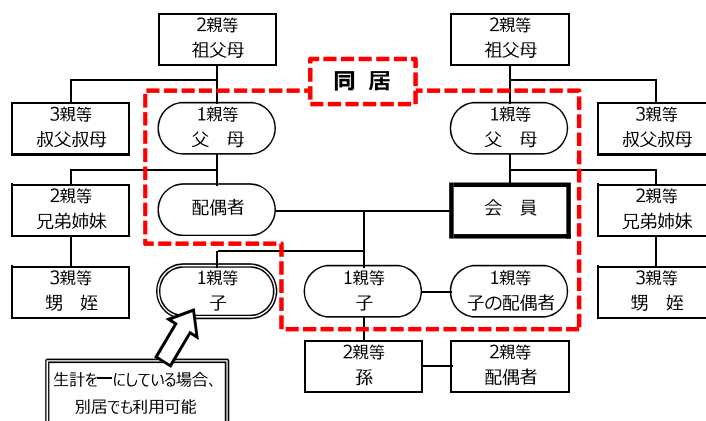 2親等
祖父母
2親等
祖父母
同 居
3親等
叔父叔母
1親等
父 母
1親等
父 母
3親等
叔父叔母
2親等
兄弟姉妹
配偶者
会 員
2親等
兄弟姉妹
3親等
甥 姪
1親等
子
1親等
子
1親等
子の配偶者
3親等
甥 姪
2親等
孫
2親等
配偶者
生計を一にしている場合、
別居でも利用可能